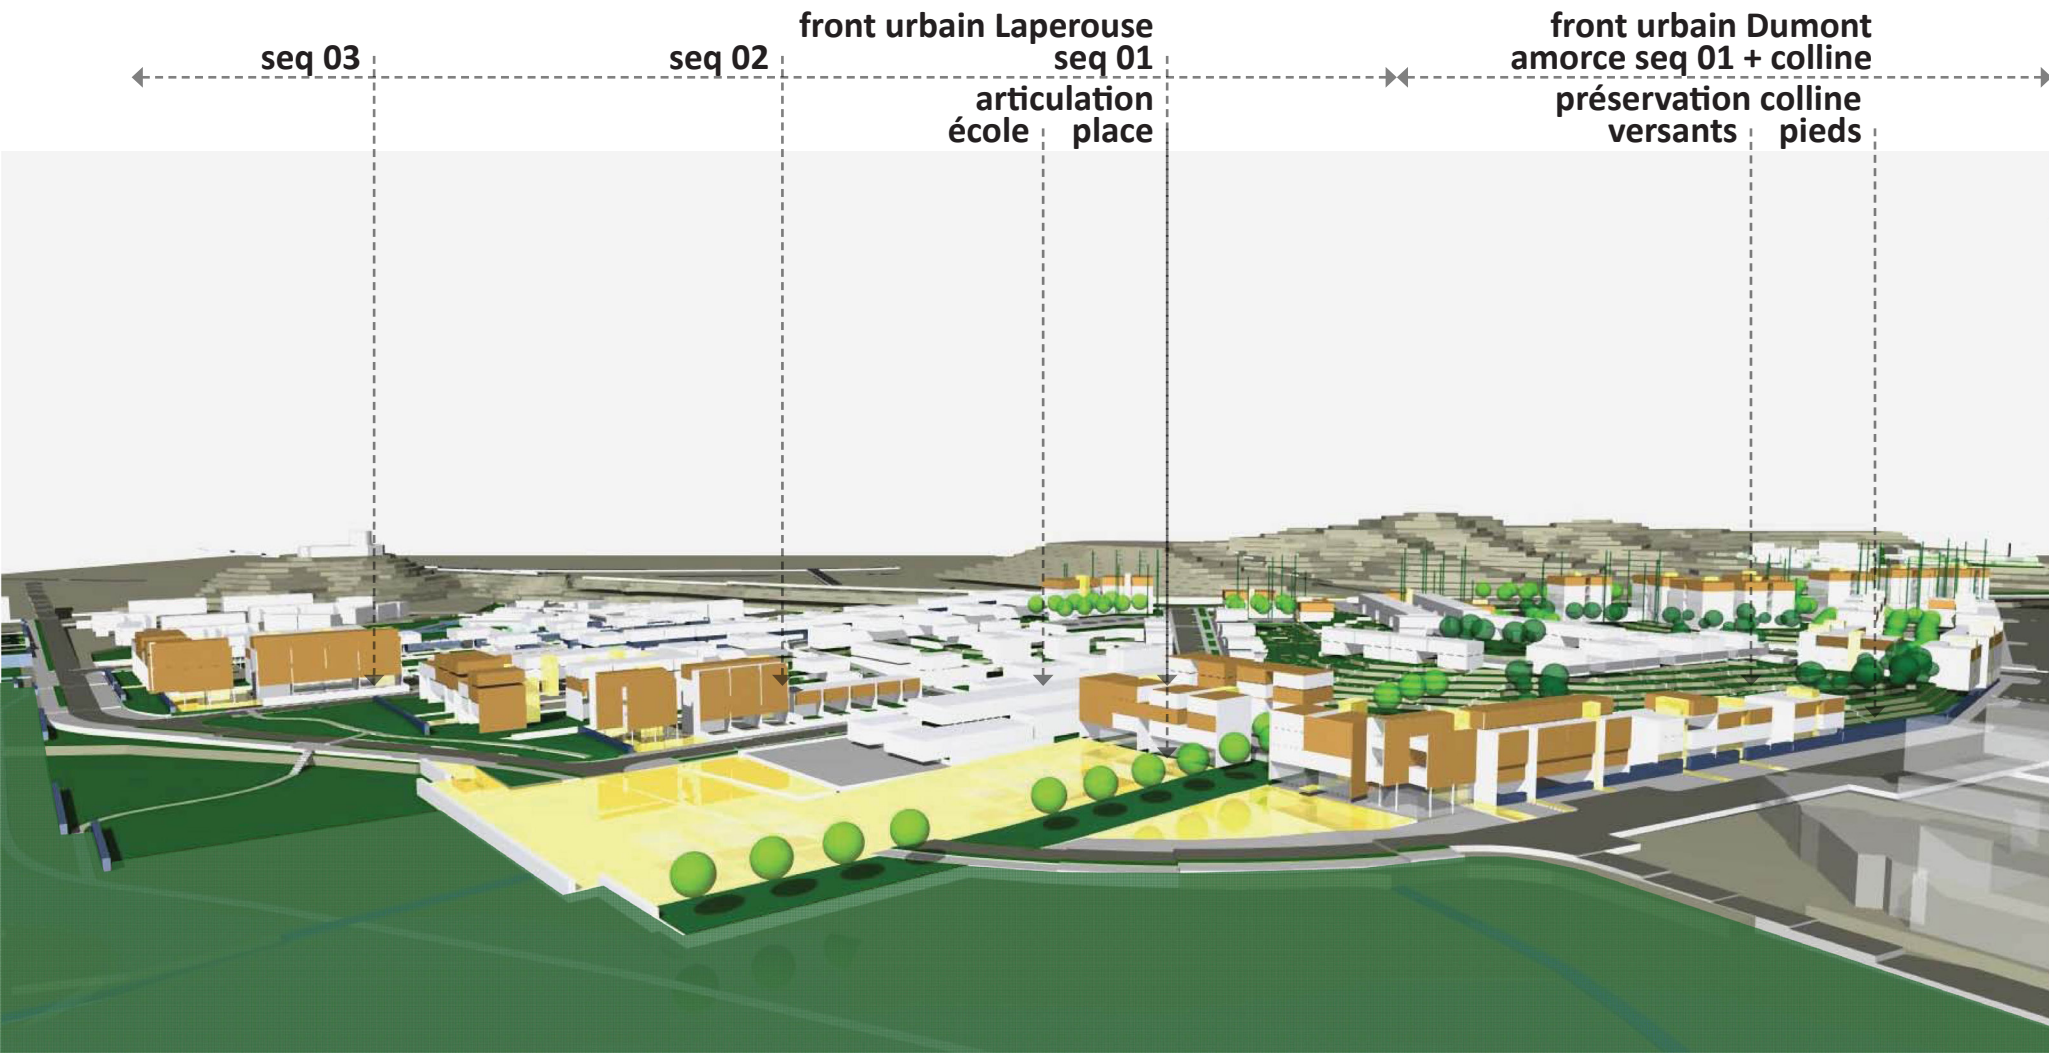 front urbain Laperouse
seq 03 seq 02 seq 01
articulation
école place
front urbain Dumont
amorce seq 01 + colline
préservation colline
versants pieds